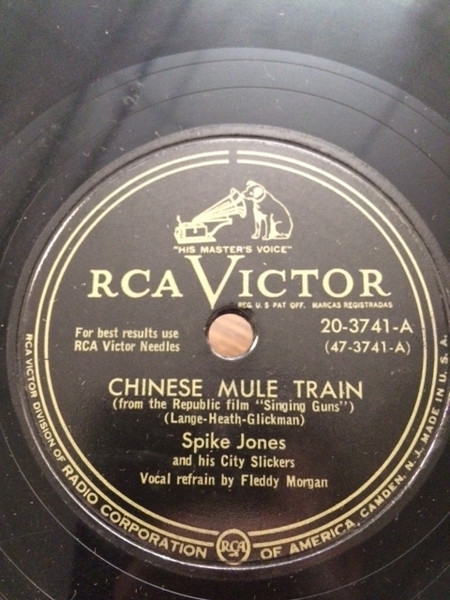 "HIS MASTER'S VOICE"
RCA VICTOR
REG. U. S PAT OFF. MARCAS REGISTRADAS
For best results use
RCA Victor Needles
20-3741-A
(47-3741-A)
CHINESE MULE TRAIN
(from the Republic film "Singing Guns")
(Lange-Heath-Glickman)
Spike Jones
and his City Slickers
Vocal refrain by Fleddy Morgan
RCA VICTOR DIVISION OF RADIO CORPORATION OF AMERICA, CAMDEN, N. J. MADE IN U. S. A.
RCA